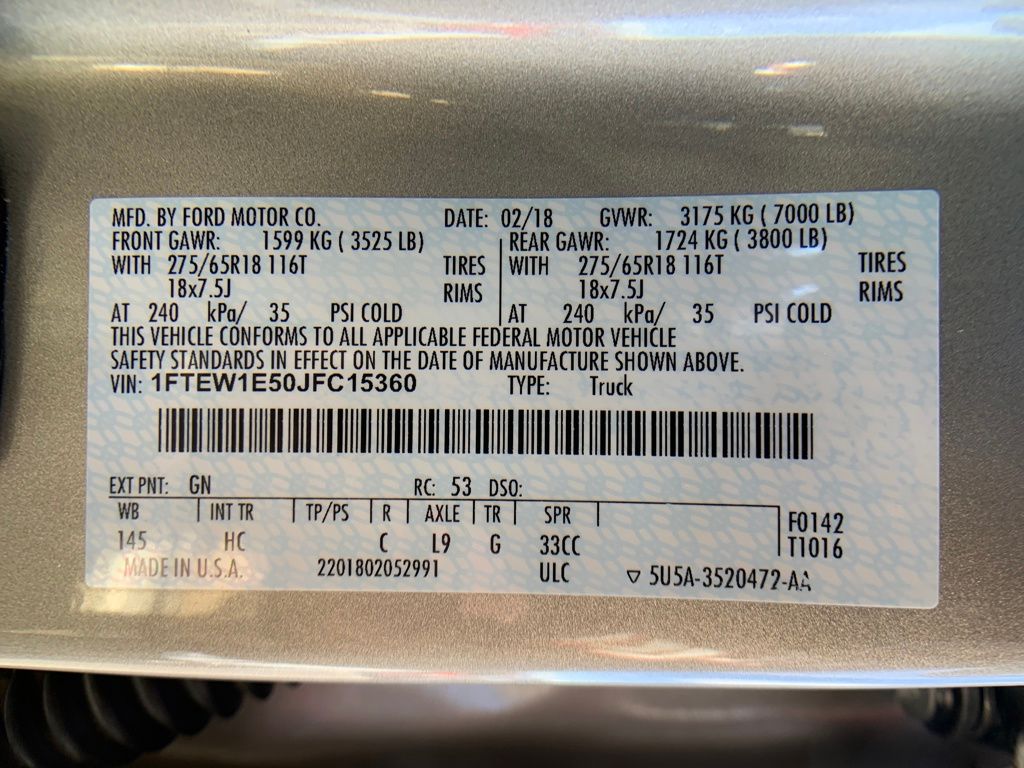 MFD. BY FORD MOTOR CO. DATE: 02/18 GVWR: 3175 KG ( 7000 LB)
FRONT GAWR: 1599 KG ( 3525 LB) REAR GAWR: 1724 KG ( 3800 LB)
WITH 275/65R18 116T TIRES WITH 275/65R18 116T TIRES
18x7.5J RIMS 18x7.5J RIMS
AT 240 kPa/ 35 PSI COLD AT 240 kPa/ 35 PSI COLD
THIS VEHICLE CONFORMS TO ALL APPLICABLE FEDERAL MOTOR VEHICLE
SAFETY STANDARDS IN EFFECT ON THE DATE OF MANUFACTURE SHOWN ABOVE.
VIN: 1FTEW1E50JFC15360 TYPE: Truck
EXT PNT: GN RC: 53 DSO:
WB INT TR TP/PS R AXLE TR SPR F0142
145 HC C L9 G 33CC T1016
MADE IN U.S.A. 2201802052991 ULC ▽ 5U5A-3520472-AA